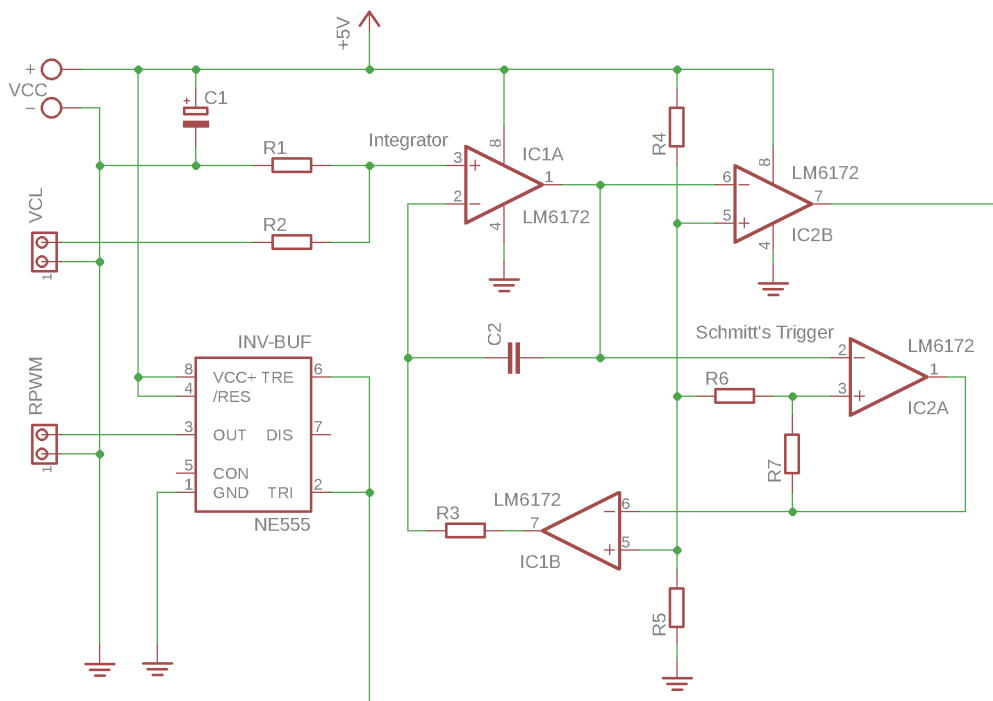 +5V
+
VCC
−
+
C1
R1
Integrator
3
+
8
IC1A
1
2
−
4
LM6172
R4
6
−
8
LM6172
7
5
+
4
IC2B
VCL
1
R2
C2
Schmitt's Trigger
2
−
LM6172
1
3
+
IC2A
R6
R7
INV-BUF
8
VCC+
TRE
6
4
/RES
3
OUT
DIS
7
5
CON
1
GND
TRI
2
NE555
RPWM
1
R3
LM6172
7
6
−
5
+
IC1B
R5